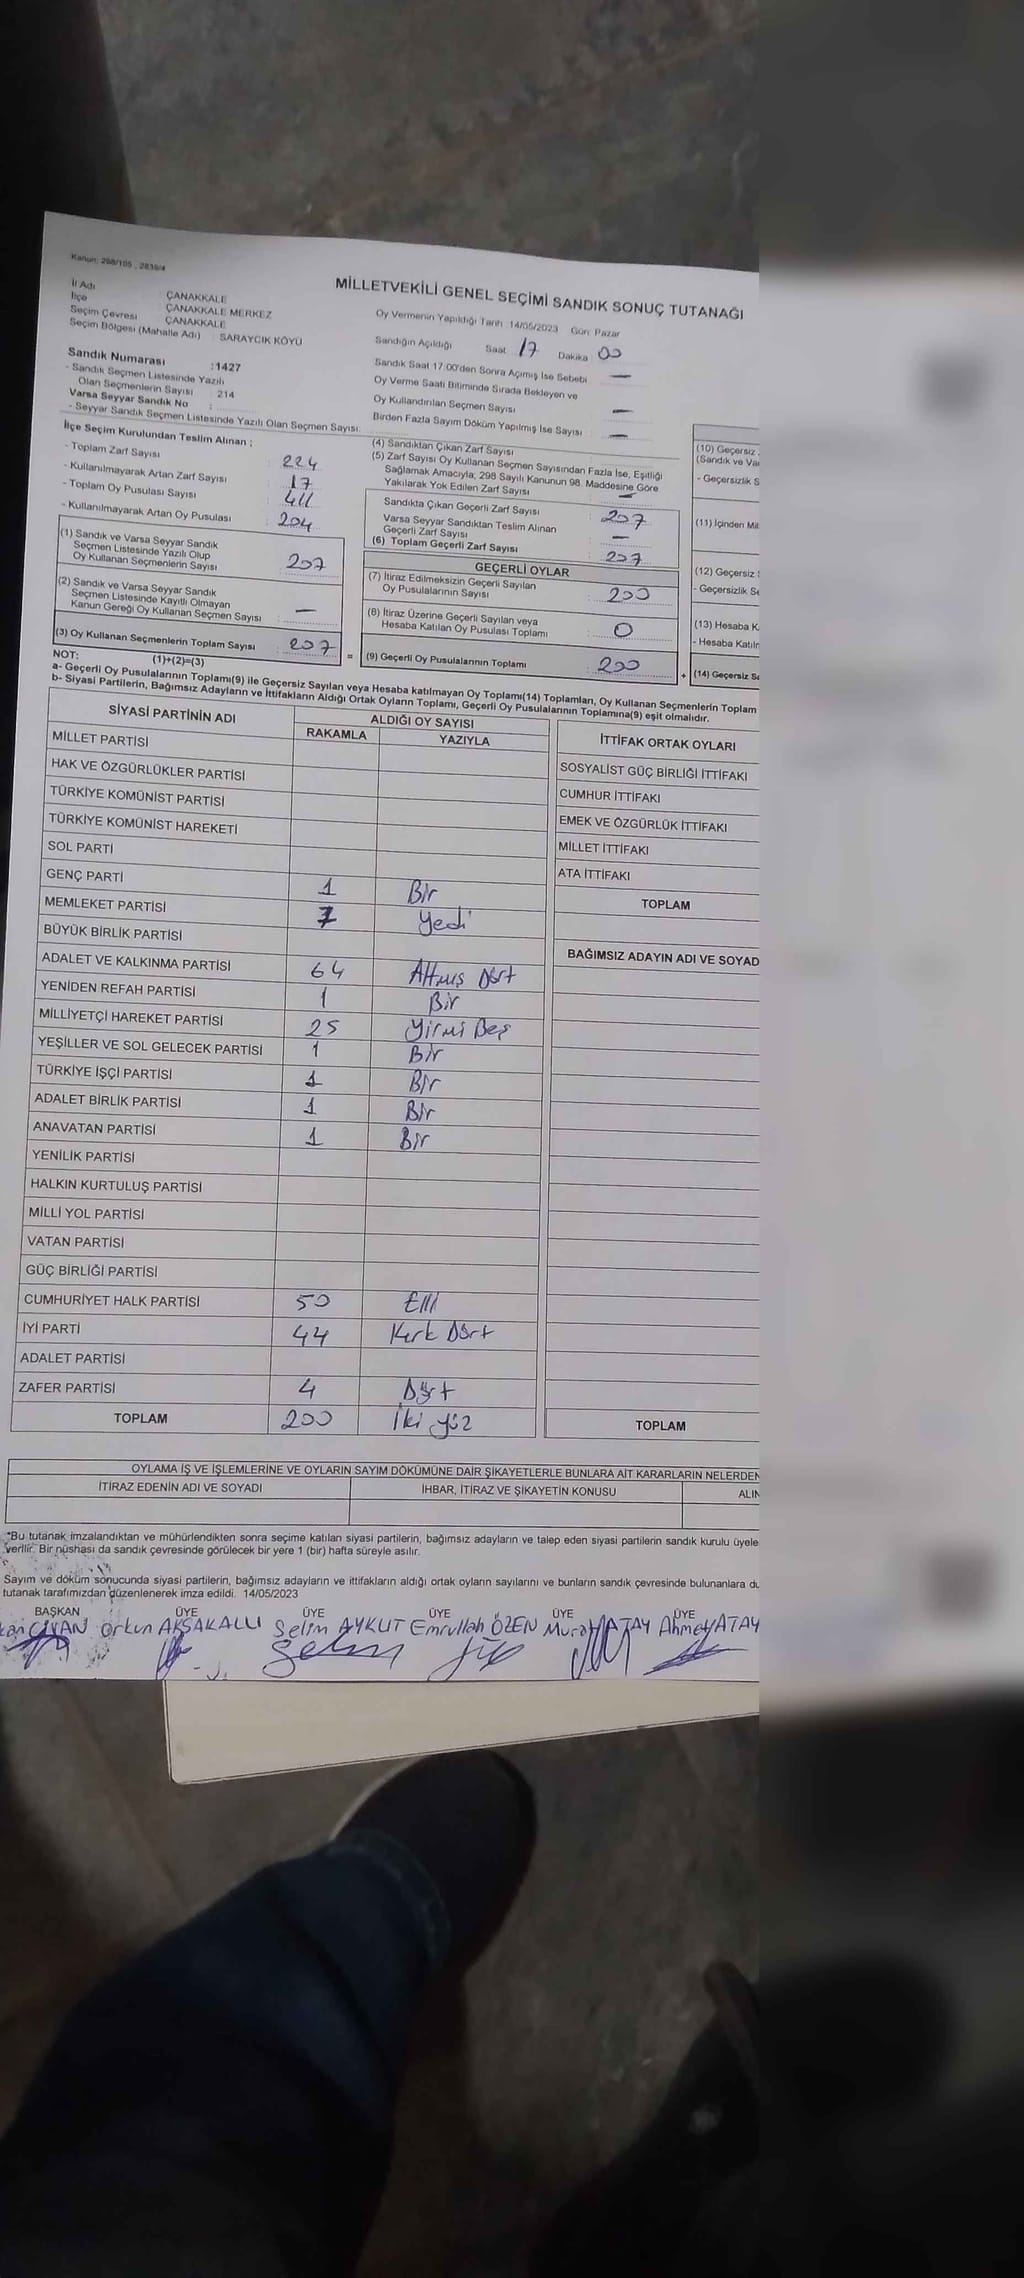 Kanun: 298/105 , 2839/4
MİLLETVEKİLİ GENEL SEÇİMİ SANDIK SONUÇ TUTANAĞI
İl Adı : ÇANAKKALE
İlçe : ÇANAKKALE MERKEZ
Seçim Çevresi : ÇANAKKALE
Seçim Bölgesi (Mahalle Adı) : SARAYCIK KÖYÜ
Oy Vermenin Yapıldığı Tarih 14/05/2023 Gün: Pazar
Sandığın Açıldığı Saat 17 Dakika 00
Sandık Saat 17:00'den Sonra Açımış İse Sebebi —
Oy Verme Saati Bitiminde Sırada Bekleyen ve
Oy Kullandırılan Seçmen Sayısı —
Birden Fazla Sayım Döküm Yapılmış İse Sayısı —
Sandık Numarası :1427
- Sandık Seçmen Listesinde Yazılı
Olan Seçmenlerin Sayısı : 214
Varsa Seyyar Sandık No :
- Seyyar Sandık Seçmen Listesinde Yazılı Olan Seçmen Sayısı:
İlçe Seçim Kurulundan Teslim Alınan ;
- Toplam Zarf Sayısı : 224
- Kullanılmayarak Artan Zarf Sayısı : 17
- Toplam Oy Pusulası Sayısı : 411
- Kullanılmayarak Artan Oy Pusulası : 204
(1) Sandık ve Varsa Seyyar Sandık
Seçmen Listesinde Yazılı Olup
Oy Kullanan Seçmenlerin Sayısı : 207
(2) Sandık ve Varsa Seyyar Sandık
Seçmen Listesinde Kayıtlı Olmayan
Kanun Gereği Oy Kullanan Seçmen Sayısı : —
(3) Oy Kullanan Seçmenlerin Toplam Sayısı : 207
(1)+(2)=(3)
(4) Sandıktan Çıkan Zarf Sayısı
(5) Zarf Sayısı Oy Kullanan Seçmen Sayısından Fazla İse, Eşitliği
Sağlamak Amacıyla; 298 Sayılı Kanunun 98. Maddesine Göre
Yakılarak Yok Edilen Zarf Sayısı : —
Sandıkta Çıkan Geçerli Zarf Sayısı : 207
Varsa Seyyar Sandıktan Teslim Alınan
Geçerli Zarf Sayısı : —
(6) Toplam Geçerli Zarf Sayısı : 207
GEÇERLİ OYLAR
(7) İtiraz Edilmeksizin Geçerli Sayılan
Oy Pusulalarının Sayısı : 200
(8) İtiraz Üzerine Geçerli Sayılan veya
Hesaba Katılan Oy Pusulası Toplamı : 0
= (9) Geçerli Oy Pusulalarının Toplamı : 200 +
(10) Geçersiz
(Sandık ve Va
- Geçersizlik S
(11) İçinden Mil
(12) Geçersiz
- Geçersizlik Se
(13) Hesaba K
- Hesaba Katılr
(14) Geçersiz S
NOT:
a- Geçerli Oy Pusulalarının Toplamı(9) ile Geçersiz Sayılan veya Hesaba katılmayan Oy Toplamı(14) Toplamları, Oy Kullanan Seçmenlerin Toplam
b- Siyasi Partilerin, Bağımsız Adayların ve İttifakların Aldığı Ortak Oyların Toplamı, Geçerli Oy Pusulalarının Toplamına(9) eşit olmalıdır.
SİYASİ PARTİNİN ADI ALDIĞI OY SAYISI
RAKAMLA YAZIYLA
MİLLET PARTİSİ
HAK VE ÖZGÜRLÜKLER PARTİSİ
TÜRKİYE KOMÜNİST PARTİSİ
TÜRKİYE KOMÜNİST HAREKETİ
SOL PARTİ
GENÇ PARTİ 1 Bir
MEMLEKET PARTİSİ 7 Yedi
BÜYÜK BİRLİK PARTİSİ
ADALET VE KALKINMA PARTİSİ 64 Altmış Dört
YENİDEN REFAH PARTİSİ 1 Bir
MİLLİYETÇİ HAREKET PARTİSİ 25 Yirmi Beş
YEŞİLLER VE SOL GELECEK PARTİSİ 1 Bir
TÜRKİYE İŞÇİ PARTİSİ 1 Bir
ADALET BİRLİK PARTİSİ 1 Bir
ANAVATAN PARTİSİ 1 Bir
YENİLİK PARTİSİ
HALKIN KURTULUŞ PARTİSİ
MİLLİ YOL PARTİSİ
VATAN PARTİSİ
GÜÇ BİRLİĞİ PARTİSİ
CUMHURİYET HALK PARTİSİ 50 Elli
İYİ PARTİ 44 Kırk Dört
ADALET PARTİSİ
ZAFER PARTİSİ 4 Dört
TOPLAM 200 İki yüz
İTTİFAK ORTAK OYLARI
SOSYALİST GÜÇ BİRLİĞİ İTTİFAKI
CUMHUR İTTİFAKI
EMEK VE ÖZGÜRLÜK İTTİFAKI
MİLLET İTTİFAKI
ATA İTTİFAKI
TOPLAM
BAĞIMSIZ ADAYIN ADI VE SOYAD
TOPLAM
OYLAMA İŞ VE İŞLEMLERİNE VE OYLARIN SAYIM DÖKÜMÜNE DAİR ŞİKAYETLERLE BUNLARA AİT KARARLARIN NELERDEN
İTİRAZ EDENİN ADI VE SOYADI İHBAR, İTİRAZ VE ŞİKAYETİN KONUSU ALIN
*Bu tutanak imzalandıktan ve mühürlendikten sonra seçime katılan siyasi partilerin, bağımsız adayların ve talep eden siyasi partilerin sandık kurulu üyele
verilir. Bir nüshası da sandık çevresinde görülecek bir yere 1 (bir) hafta süreyle asılır.
Sayım ve döküm sonucunda siyasi partilerin, bağımsız adayların ve ittifakların aldığı ortak oyların sayılarını ve bunların sandık çevresinde bulunanlara du
tutanak tarafımızdan düzenlenerek imza edildi. 14/05/2023
BAŞKAN ÜYE ÜYE ÜYE ÜYE ÜYE
CİVAN Orkun AKSAKALLI Selim AYKUT Emrullah ÖZEN Murat ATAY Ahmet ATAY